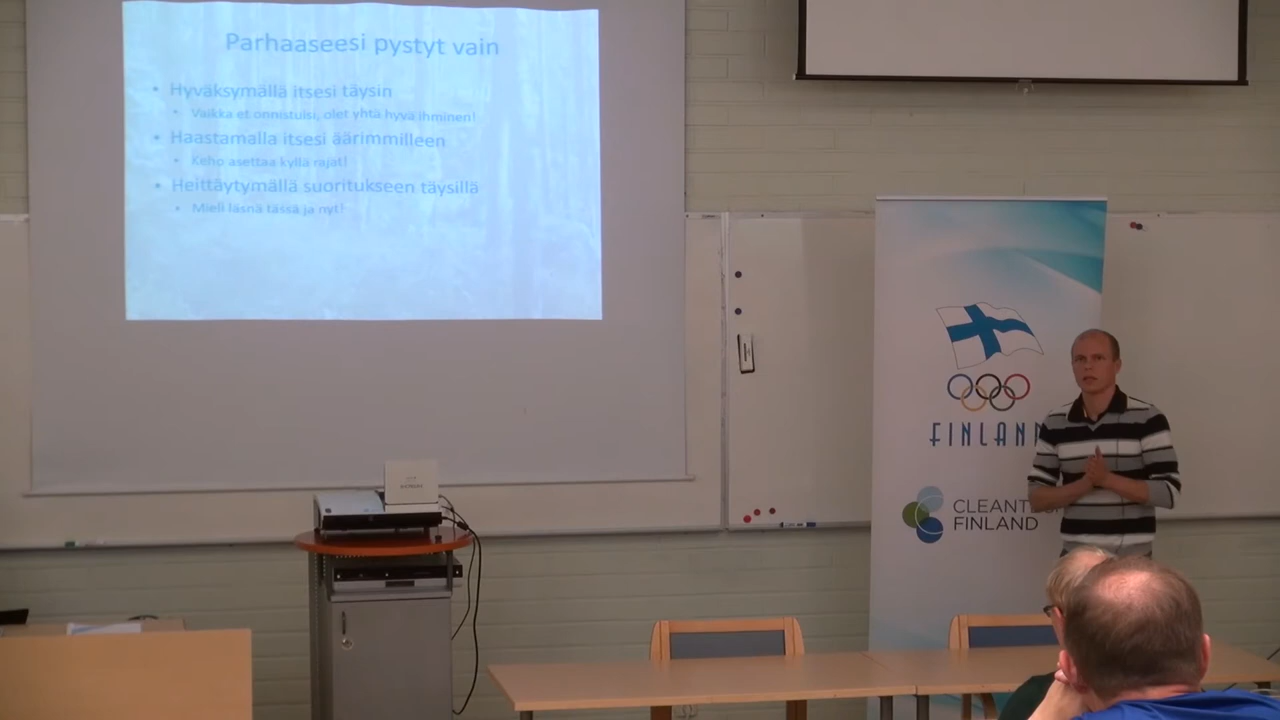 Parhaaseesi pystyt vain
• Hyväksymällä itsesi täysin
• Vaikka et onnistuisi, olet yhtä hyvä ihminen!
• Haastamalla itsesi äärimmilleen
• Keho asettaa kyllä rajat!
• Heittäytymällä suoritukseen täysillä
• Mieli läsnä tässä ja nyt!
FINLAN
CLEANTE
FINLAND